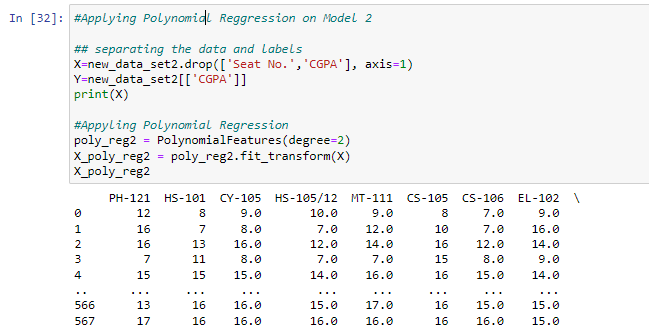 In [32]: #Applying Polynomial Reggression on Model 2
## separating the data and labels
X=new_data_set2.drop(['Seat No.','CGPA'], axis=1)
Y=new_data_set2[['CGPA']]
print(X)
#Appyling Polynomial Regression
poly_reg2 = PolynomialFeatures(degree=2)
X_poly_reg2 = poly_reg2.fit_transform(X)
X_poly_reg2
PH-121 HS-101 CY-105 HS-105/12 MT-111 CS-105 CS-106 EL-102 \
0 12 8 9.0 10.0 9.0 8 7.0 9.0
1 16 7 8.0 7.0 12.0 10 7.0 16.0
2 16 13 16.0 12.0 14.0 16 12.0 14.0
3 7 11 8.0 7.0 7.0 15 8.0 9.0
4 15 15 15.0 14.0 16.0 16 15.0 14.0
.. ... ... ... ... ... ... ... ...
566 13 16 16.0 15.0 17.0 16 15.0 15.0
567 17 16 16.0 16.0 16.0 16 16.0 15.0